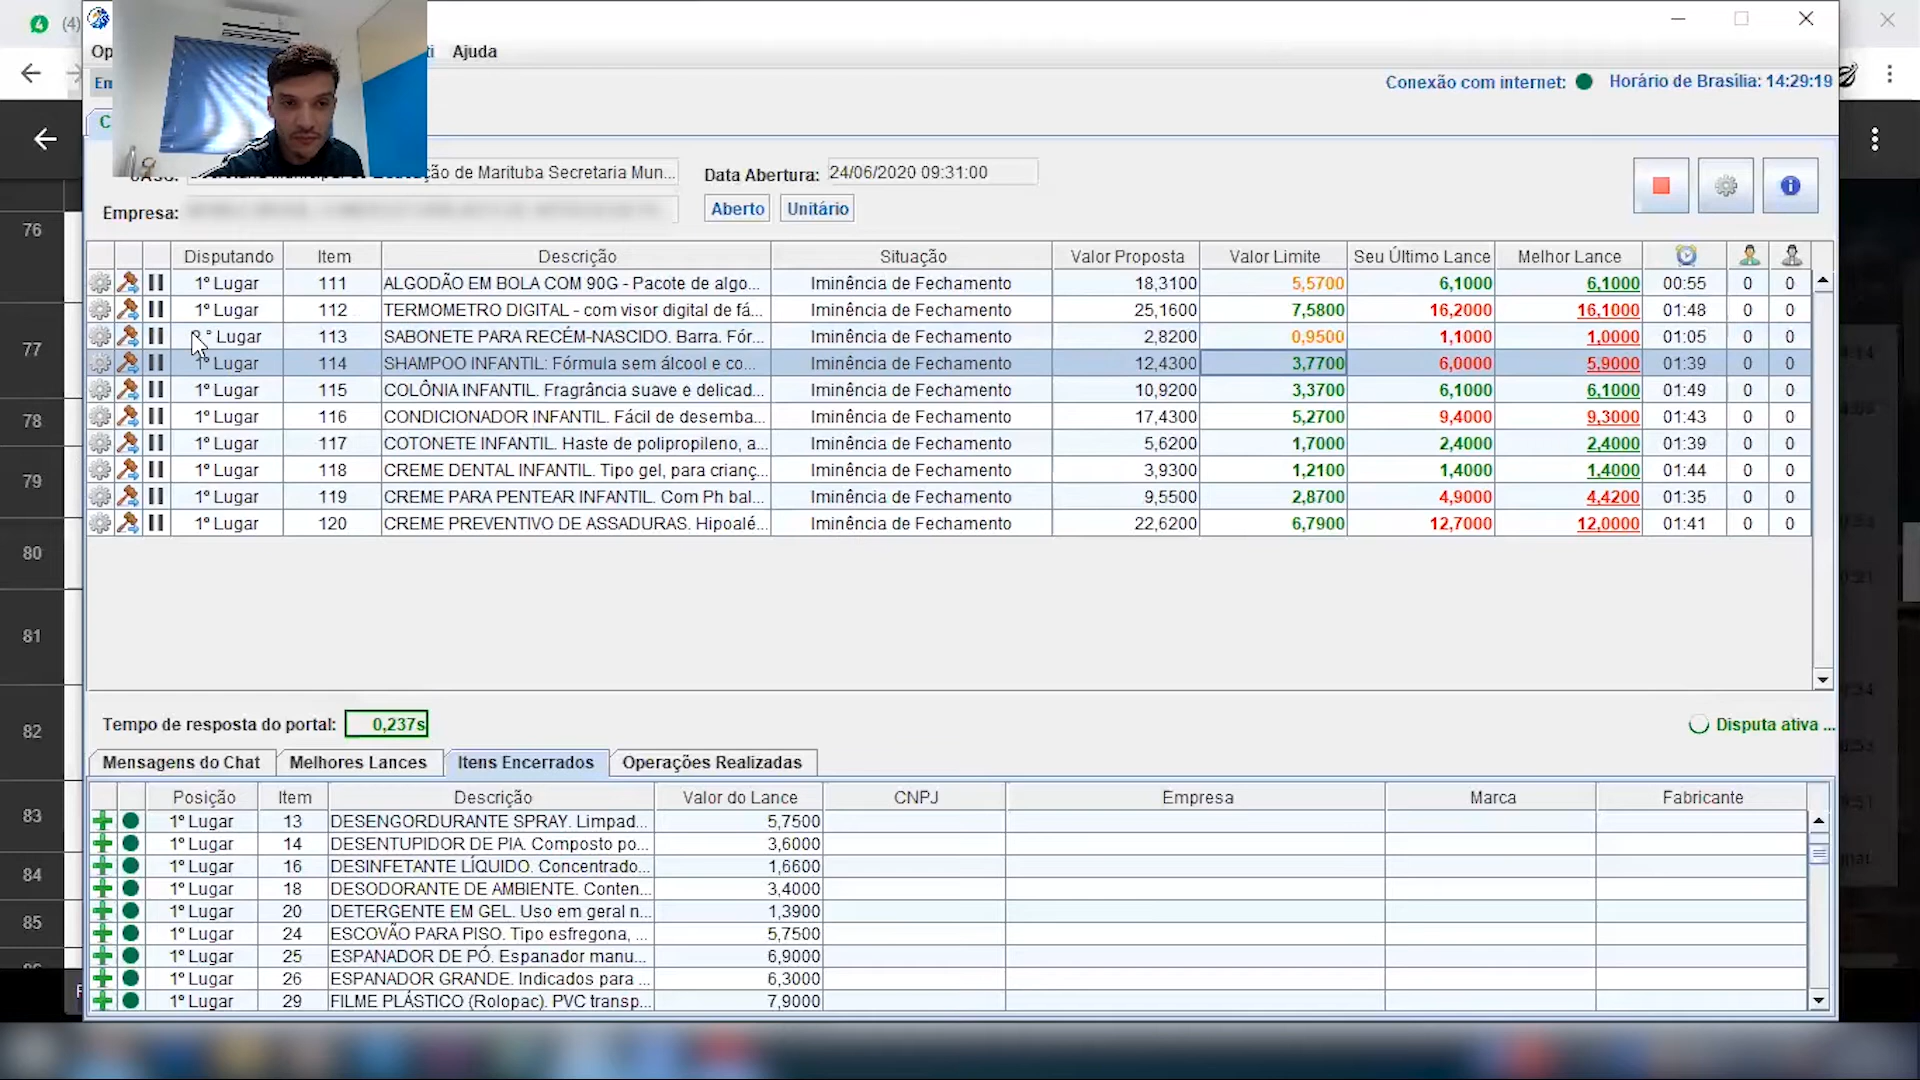 (4)
Op
ti
Ajuda
Em
Conexão com internet:
Horário de Brasília: 14:29:19
C
ção de Marituba Secretaria Mun...
Data Abertura:
24/06/2020 09:31:00
Empresa:
Aberto
Unitário
Disputando Item Descrição Situação Valor Proposta Valor Limite Seu Último Lance Melhor Lance
1º Lugar 111 ALGODÃO EM BOLA COM 90G - Pacote de algo... Iminência de Fechamento 18,3100 5,5700 6,1000 6,1000 00:55 0 0
1º Lugar 112 TERMOMETRO DIGITAL - com visor digital de fá... Iminência de Fechamento 25,1600 7,5800 16,2000 16,1000 01:48 0 0
Lugar 113 SABONETE PARA RECÉM-NASCIDO. Barra. Fór... Iminência de Fechamento 2,8200 0,9500 1,1000 1,0000 01:05 0 0
1º Lugar 114 SHAMPOO INFANTIL: Fórmula sem álcool e co... Iminência de Fechamento 12,4300 3,7700 6,0000 5,9000 01:39 0 0
1º Lugar 115 COLÔNIA INFANTIL. Fragrância suave e delicad... Iminência de Fechamento 10,9200 3,3700 6,1000 6,1000 01:49 0 0
1º Lugar 116 CONDICIONADOR INFANTIL. Fácil de desemba... Iminência de Fechamento 17,4300 5,2700 9,4000 9,3000 01:43 0 0
1º Lugar 117 COTONETE INFANTIL. Haste de polipropileno, a... Iminência de Fechamento 5,6200 1,7000 2,4000 2,4000 01:39 0 0
1º Lugar 118 CREME DENTAL INFANTIL. Tipo gel, para crianç... Iminência de Fechamento 3,9300 1,2100 1,4000 1,4000 01:44 0 0
1º Lugar 119 CREME PARA PENTEAR INFANTIL. Com Ph bal... Iminência de Fechamento 9,5500 2,8700 4,9000 4,4200 01:35 0 0
1º Lugar 120 CREME PREVENTIVO DE ASSADURAS. Hipoalé... Iminência de Fechamento 22,6200 6,7900 12,7000 12,0000 01:41 0 0
76
77
78
79
80
81
82
83
84
85
Tempo de resposta do portal: 0,237s
Disputa ativa ...
Mensagens do Chat
Melhores Lances
Itens Encerrados
Operações Realizadas
Posição Item Descrição Valor do Lance CNPJ Empresa Marca Fabricante
1º Lugar 13 DESENGORDURANTE SPRAY. Limpad... 5,7500
1º Lugar 14 DESENTUPIDOR DE PIA. Composto po... 3,6000
1º Lugar 16 DESINFETANTE LÍQUIDO. Concentrado... 1,6600
1º Lugar 18 DESODORANTE DE AMBIENTE. Conten... 3,4000
1º Lugar 20 DETERGENTE EM GEL. Uso em geral n... 1,3900
1º Lugar 24 ESCOVÃO PARA PISO. Tipo esfregona, ... 5,7500
1º Lugar 25 ESPANADOR DE PÓ. Espanador manu... 6,9000
1º Lugar 26 ESPANADOR GRANDE. Indicados para ... 6,3000
1º Lugar 29 FILME PLÁSTICO (Rolopac). PVC transp... 7,9000